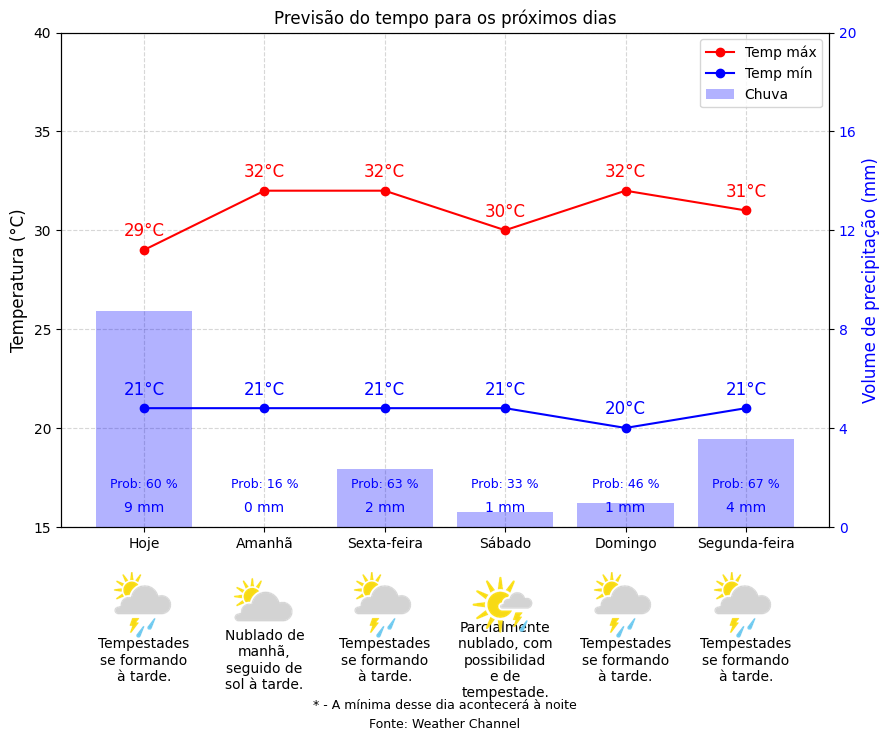 Previsão do tempo para os próximos dias
40
35
30
25
20
15
Temperatura (°C)
20
16
12
8
4
0
Volume de precipitação (mm)
Temp máx
Temp mín
Chuva
29°C
32°C
32°C
30°C
32°C
31°C
21°C
21°C
21°C
21°C
20°C
21°C
Prob: 60 %
Prob: 16 %
Prob: 63 %
Prob: 33 %
Prob: 46 %
Prob: 67 %
9 mm
0 mm
2 mm
1 mm
1 mm
4 mm
Hoje
Amanhã
Sexta-feira
Sábado
Domingo
Segunda-feira
Tempestades
se formando
à tarde.
Nublado de
manhã,
seguido de
sol à tarde.
Tempestades
se formando
à tarde.
Parcialmente
nublado, com
possibilidad
e de
tempestade.
Tempestades
se formando
à tarde.
Tempestades
se formando
à tarde.
* - A mínima desse dia acontecerá à noite
Fonte: Weather Channel